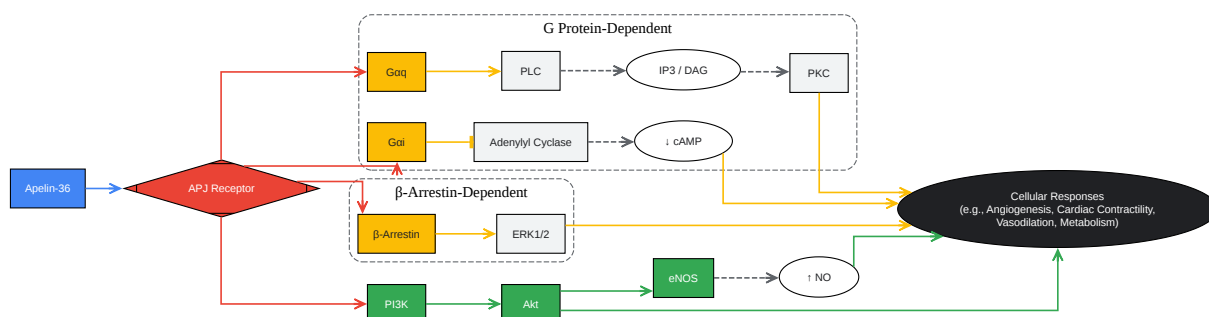 G Protein-Dependent
Gαq
PLC
IP3 / DAG
PKC
Gαi
Adenylyl Cyclase
↓ cAMP
Apelin-36
APJ Receptor
β-Arrestin-Dependent
β-Arrestin
ERK1/2
Cellular Responses
(e.g., Angiogenesis, Cardiac Contractility,
Vasodilation, Metabolism)
eNOS
↑ NO
PI3K
Akt